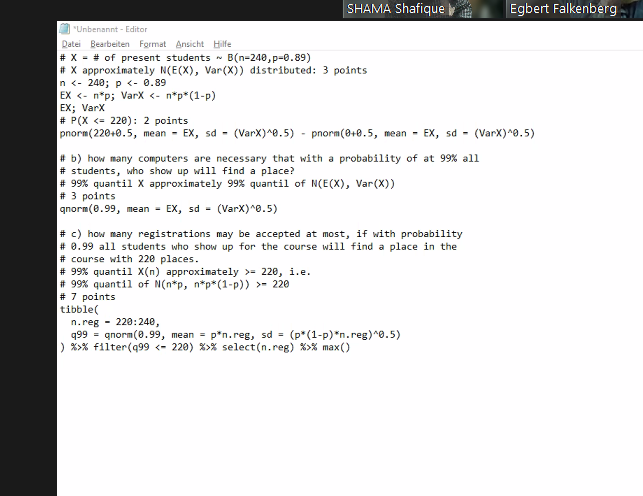 SHAMA Shafique
Egbert Falkenberg
*Unbenannt - Editor
Datei Bearbeiten Format Ansicht Hilfe
# X = # of present students ~ B(n=240,p=0.89)
# X approximately N(E(X), Var(X)) distributed: 3 points
n <- 240; p <- 0.89
EX <- n*p; VarX <- n*p*(1-p)
EX; VarX
# P(X <= 220): 2 points
pnorm(220+0.5, mean = EX, sd = (VarX)^0.5) - pnorm(0+0.5, mean = EX, sd = (VarX)^0.5)
# b) how many computers are necessary that with a probability of at 99% all
# students, who show up will find a place?
# 99% quantil X approximately 99% quantil of N(E(X), Var(X))
# 3 points
qnorm(0.99, mean = EX, sd = (VarX)^0.5)
# c) how many registrations may be accepted at most, if with probability
# 0.99 all students who show up for the course will find a place in the
# course with 220 places.
# 99% quantil X(n) approximately >= 220, i.e.
# 99% quantil of N(n*p, n*p*(1-p)) >= 220
# 7 points
tibble(
n.reg = 220:240,
q99 = qnorm(0.99, mean = p*n.reg, sd = (p*(1-p)*n.reg)^0.5)
) %>% filter(q99 <= 220) %>% select(n.reg) %>% max()